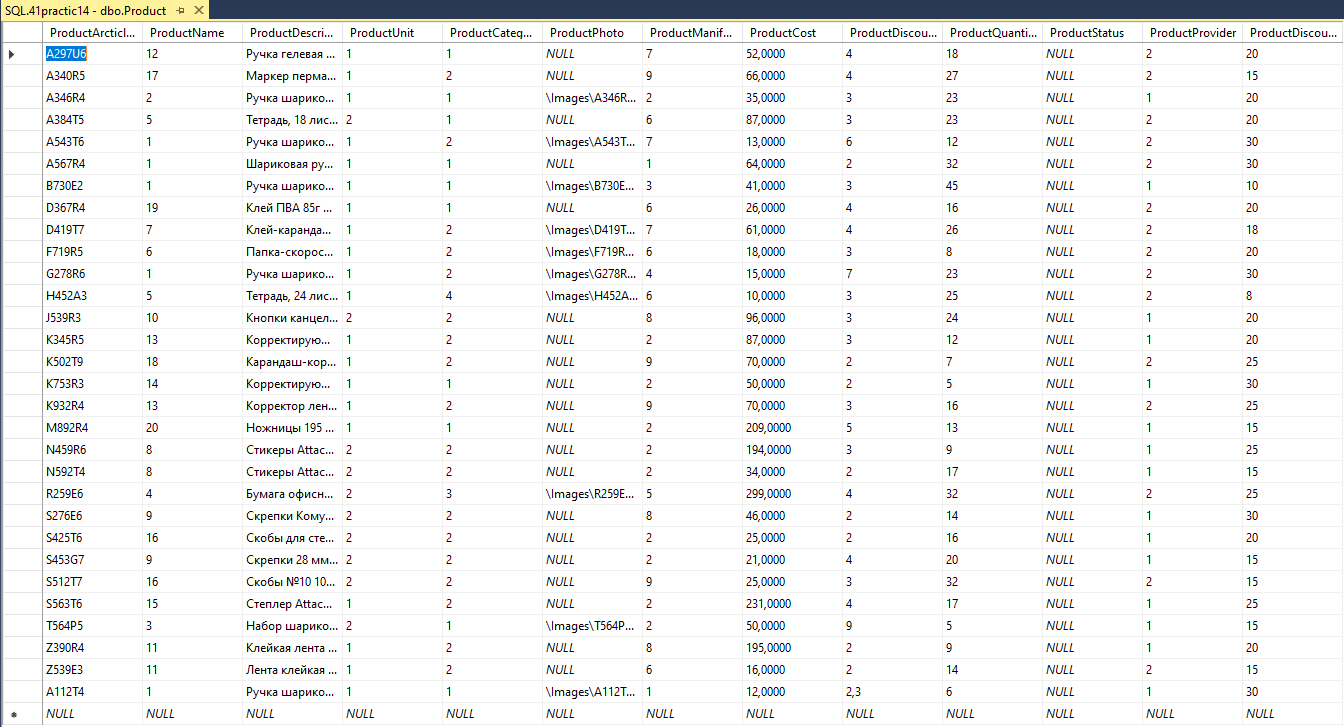 SQL.41practic14 - dbo.Product
ProductArcticl... ProductName ProductDescri... ProductUnit ProductCateg... ProductPhoto ProductManif... ProductCost ProductDiscou... ProductQuanti... ProductStatus ProductProvider ProductDiscou...
A297U6 12 Ручка гелевая ... 1 1 NULL 7 52,0000 4 18 NULL 2 20
A340R5 17 Маркер перма... 1 2 NULL 9 66,0000 4 27 NULL 2 15
A346R4 2 Ручка шарико... 1 1 \Images\A346R... 2 35,0000 3 23 NULL 1 20
A384T5 5 Тетрадь, 18 лис... 2 1 NULL 6 87,0000 3 23 NULL 2 20
A543T6 1 Ручка шарико... 1 2 \Images\A543T... 7 13,0000 6 12 NULL 2 30
A567R4 1 Шариковая ру... 1 1 NULL 1 64,0000 2 32 NULL 2 30
B730E2 1 Ручка шарико... 1 1 \Images\B730E... 3 41,0000 3 45 NULL 1 10
D367R4 19 Клей ПВА 85г ... 1 1 NULL 6 26,0000 4 16 NULL 2 20
D419T7 7 Клей-каранда... 1 2 \Images\D419T... 7 61,0000 4 26 NULL 2 18
F719R5 6 Папка-скорос... 1 2 \Images\F719R... 6 18,0000 3 8 NULL 2 20
G278R6 1 Ручка шарико... 1 2 \Images\G278R... 4 15,0000 7 23 NULL 2 30
H452A3 5 Тетрадь, 24 лис... 1 4 \Images\H452A... 6 10,0000 3 25 NULL 2 8
J539R3 10 Кнопки канцел... 2 2 NULL 8 96,0000 3 24 NULL 1 20
K345R5 13 Корректирую... 1 2 NULL 2 87,0000 3 12 NULL 1 20
K502T9 18 Карандаш-кор... 1 2 NULL 9 70,0000 2 7 NULL 2 25
K753R3 14 Корректирую... 1 1 NULL 2 50,0000 2 5 NULL 1 30
K932R4 13 Корректор лен... 1 2 NULL 9 70,0000 3 16 NULL 2 25
M892R4 20 Ножницы 195 ... 1 1 NULL 2 209,0000 5 13 NULL 1 15
N459R6 8 Стикеры Attac... 2 2 NULL 2 194,0000 3 9 NULL 1 25
N592T4 8 Стикеры Attac... 2 2 NULL 2 34,0000 2 17 NULL 1 15
R259E6 4 Бумага офисн... 2 3 \Images\R259E... 5 299,0000 4 32 NULL 2 25
S276E6 9 Скрепки Кому... 2 2 NULL 8 46,0000 2 14 NULL 1 30
S425T6 16 Скобы для сте... 2 2 NULL 2 25,0000 2 16 NULL 1 20
S453G7 9 Скрепки 28 мм... 2 2 NULL 2 21,0000 4 20 NULL 1 15
S512T7 16 Скобы №10 10... 2 2 NULL 9 25,0000 3 32 NULL 2 15
S563T6 15 Степлер Attac... 1 2 NULL 2 231,0000 4 17 NULL 1 25
T564P5 3 Набор шарико... 2 1 \Images\T564P... 2 50,0000 9 5 NULL 1 15
Z390R4 11 Клейкая лента ... 1 2 NULL 8 195,0000 2 9 NULL 1 20
Z539E3 11 Лента клейкая ... 1 2 NULL 6 16,0000 2 14 NULL 2 15
A112T4 1 Ручка шарико... 1 1 \Images\A112T... 1 12,0000 2,3 6 NULL 1 30
NULL NULL NULL NULL NULL NULL NULL NULL NULL NULL NULL NULL NULL